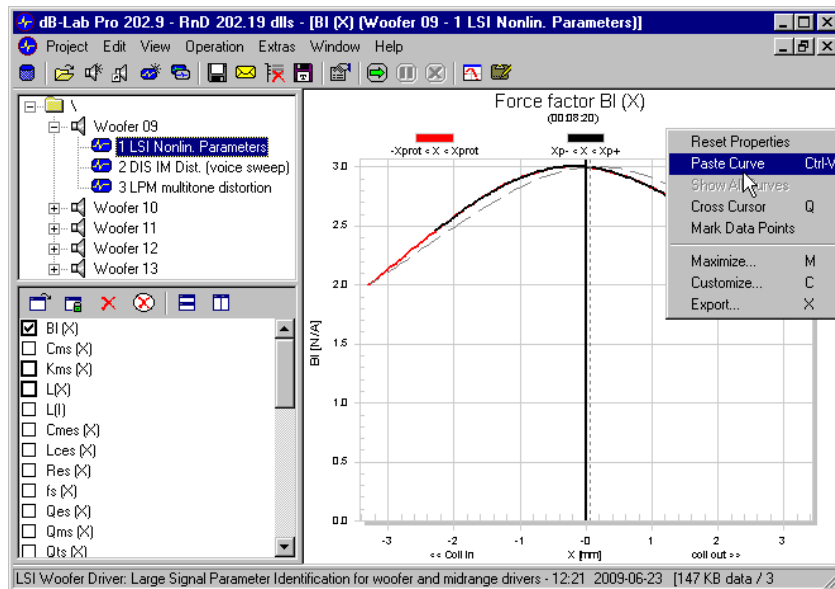 dB-Lab Pro 202.9 - RnD 202.19 dlls - [Bl (X) (Woofer 09 - 1 LSI Nonlin. Parameters)]
Project Edit View Operation Extras Window Help
\
Woofer 09
1 LSI Nonlin. Parameters
2 DIS IM Dist. (voice sweep)
3 LPM multitone distortion
Woofer 10
Woofer 11
Woofer 12
Woofer 13
Bl (X)
Cms (X)
Kms (X)
L(X)
L(I)
Cmes (X)
Lces (X)
Res (X)
fs (X)
Qes (X)
Qms (X)
Qts (X)
Force factor Bl (X)
(00:08:20)
-Xprot < X < Xprot Xp- < X < Xp+
3.0
2.5
2.0
1.5
1.0
0.5
0.0
Bl [N/A]
-3 -2 -1 -0 1 2 3
<< Coil in X [mm] coil out >>
Reset Properties
Paste Curve Ctrl-V
Show All Curves
Cross Cursor Q
Mark Data Points
Maximize... M
Customize... C
Export... X
LSI Woofer Driver: Large Signal Parameter Identification for woofer and midrange drivers - 12:21 2009-06-23 [147 KB data / 3